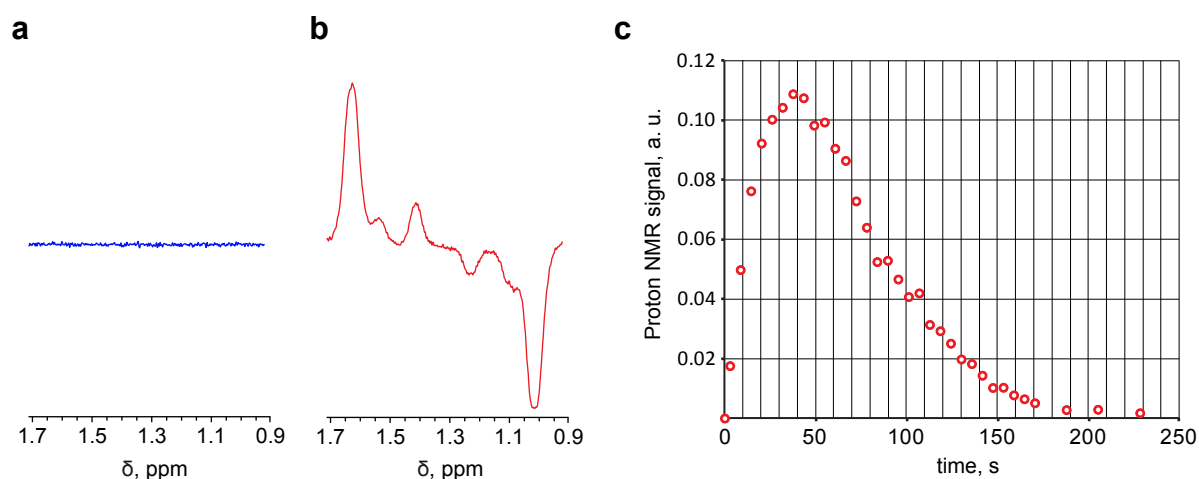 a
b
c
1.7 1.5 1.3 1.1 0.9
δ, ppm
1.7 1.5 1.3 1.1 0.9
δ, ppm
Proton NMR signal, a. u.
0.12
0.10
0.08
0.06
0.04
0.02
0 50 100 150 200 250
time, s